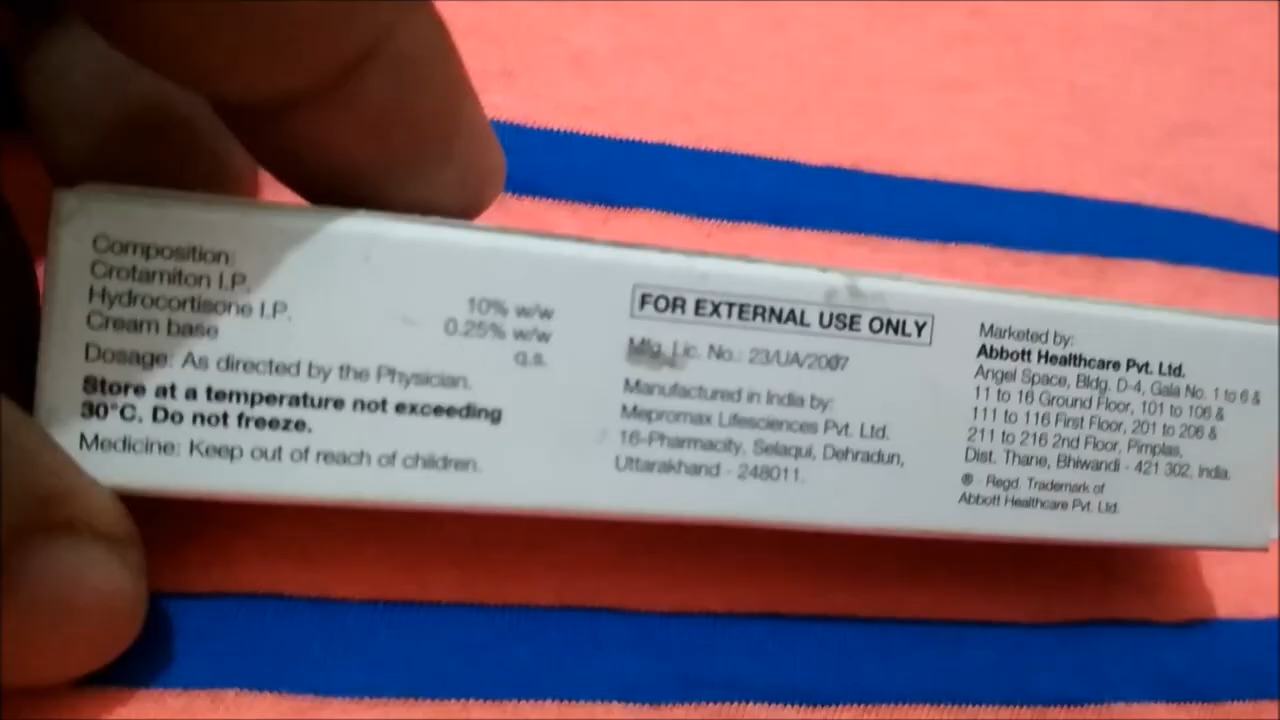 Composition:
Crotamiton I.P. 10% w/w
Hydrocortisone I.P. 0.25% w/w
Cream base q.s.
Dosage: As directed by the Physician.
Store at a temperature not exceeding
30°C. Do not freeze.
Medicine: Keep out of reach of children.
FOR EXTERNAL USE ONLY
Mfg. Lic. No.: 23/UA/2007
Manufactured in India by:
Mepromax Lifesciences Pvt. Ltd.
16-Pharmacity, Selaqui, Dehradun,
Uttarakhand - 248011.
Marketed by:
Abbott Healthcare Pvt. Ltd.
Angel Space, Bldg. D-4, Gala No. 1 to 6 &
11 to 16 Ground Floor, 101 to 106 &
111 to 116 First Floor, 201 to 206 &
211 to 216 2nd Floor, Pimplas,
Dist. Thane, Bhiwandi - 421 302, India.
® - Regd. Trademark of
Abbott Healthcare Pvt. Ltd.